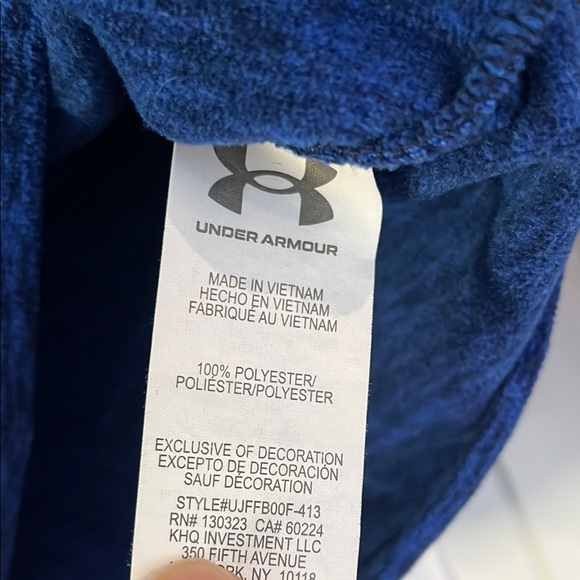 UNDER ARMOUR
MADE IN VIETNAM
HECHO EN VIETNAM
FABRIQUÉ AU VIETNAM
100% POLYESTER/
POLIÉSTER/POLYESTER
EXCLUSIVE OF DECORATION
EXCEPTO DE DECORACIÓN
SAUF DÉCORATION
STYLE#UJFFB00F-413
RN# 130323 CA# 60224
KHQ INVESTMENT LLC
350 FIFTH AVENUE
NY 10118